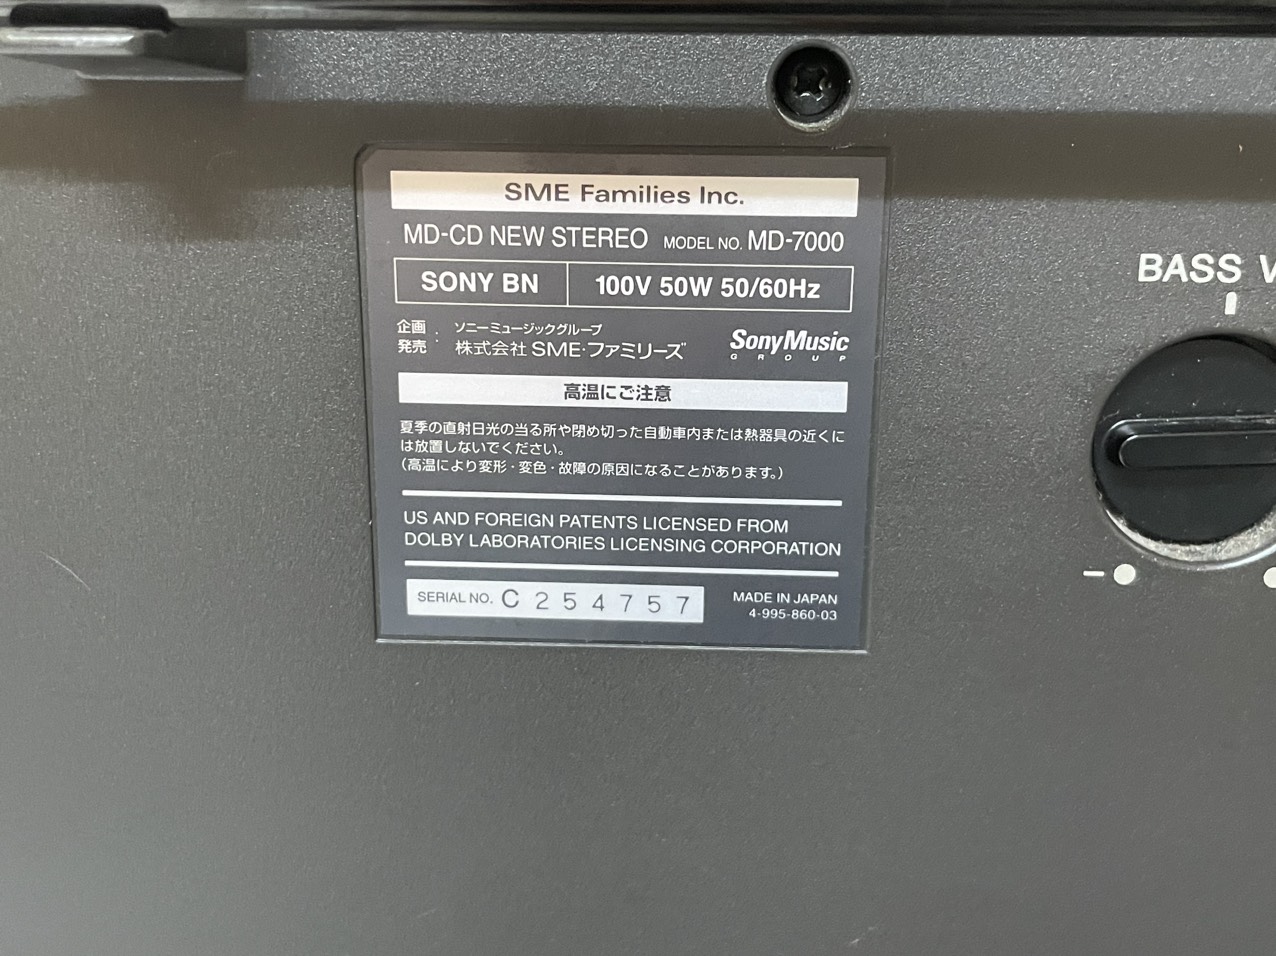 SME Families Inc.
MD-CD NEW STEREO MODEL NO. MD-7000
SONY BN 100V 50W 50/60Hz
企画・発売 ソニーミュージックグループ
株式会社 SME・ファミリーズ
SonyMusic
GROUP
高温にご注意
夏季の直射日光の当る所や閉め切った自動車内または熱器具の近くに
は放置しないでください。
(高温により変形・変色・故障の原因になることがあります。)
US AND FOREIGN PATENTS LICENSED FROM
DOLBY LABORATORIES LICENSING CORPORATION
SERIAL NO. C 254757
MADE IN JAPAN
4-995-860-03
BASS